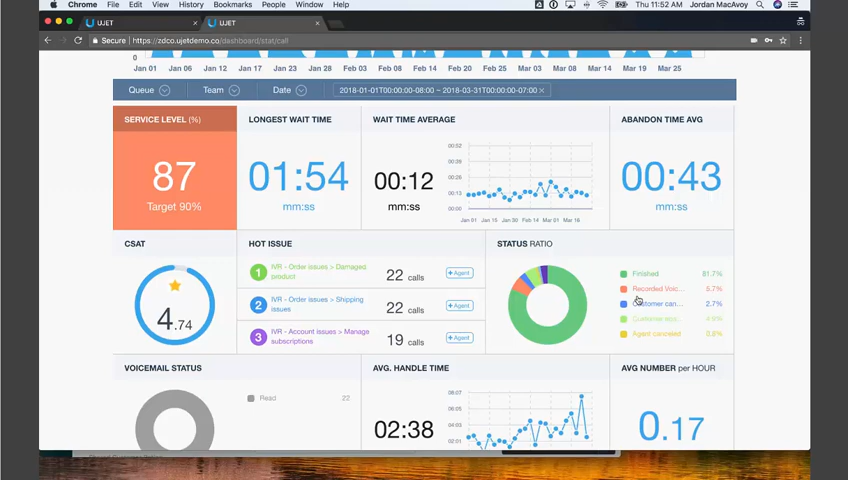 Chrome File Edit View History Bookmarks People Window Help Thu 11:52 AM Jordan MacAvoy
UJET
UJET
Secure https://zdco.ujetdemo.co/dashboard/stat/call
0
Jan 01 Jan 06 Jan 12 Jan 17 Jan 23 Jan 28 Feb 03 Feb 08 Feb 14 Feb 20 Feb 25 Mar 03 Mar 08 Mar 14 Mar 19 Mar 25
Queue Team Date 2018-01-01T00:00:00-08:00 ~ 2018-03-31T00:00:00-07:00 ×
SERVICE LEVEL (%)
87
Target 90%
LONGEST WAIT TIME
01:54
mm:ss
WAIT TIME AVERAGE
00:12
mm:ss
00:52
00:39
00:26
00:13
00:00
Jan 01 Jan 15 Jan 30 Feb 14 Mar 01 Mar 16
ABANDON TIME AVG
00:43
mm:ss
CSAT
4.74
HOT ISSUE
1 IVR - Order issues > Damaged
product
22 calls
+ Agent
2 IVR - Order issues > Shipping
issues
22 calls
+ Agent
3 IVR - Account issues > Manage
subscriptions
19 calls
+ Agent
STATUS RATIO
Finished 81.7%
Recorded Voic... 5.7%
Customer can... 2.7%
Agent canceled 0.8%
VOICEMAIL STATUS
Read 22
AVG. HANDLE TIME
02:38
08:07
06:05
04:03
02:01
AVG NUMBER per HOUR
0.17